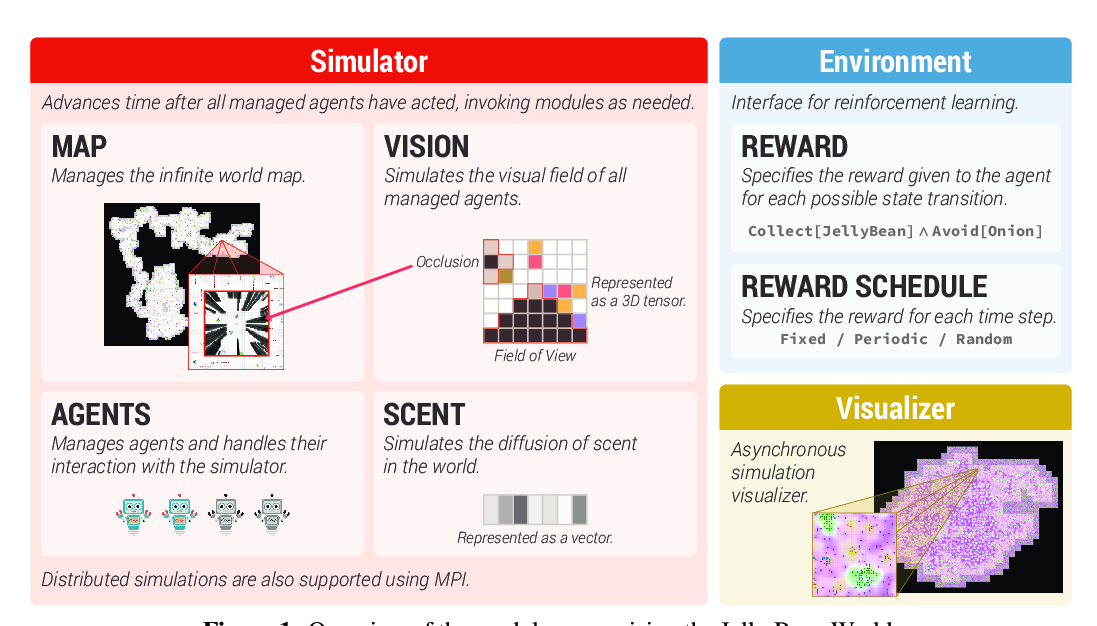 Simulator
Advances time after all managed agents have acted, invoking modules as needed.
MAP
Manages the infinite world map.
VISION
Simulates the visual field of all
managed agents.
Occlusion
Represented
as a 3D tensor.
Field of View
AGENTS
Manages agents and handles their
interaction with the simulator.
SCENT
Simulates the diffusion of scent
in the world.
Represented as a vector.
Distributed simulations are also supported using MPI.
Environment
Interface for reinforcement learning.
REWARD
Specifies the reward given to the agent
for each possible state transition.
Collect[JellyBean] ∧ Avoid[Onion]
REWARD SCHEDULE
Specifies the reward for each time step.
Fixed / Periodic / Random
Visualizer
Asynchronous
simulation
visualizer.